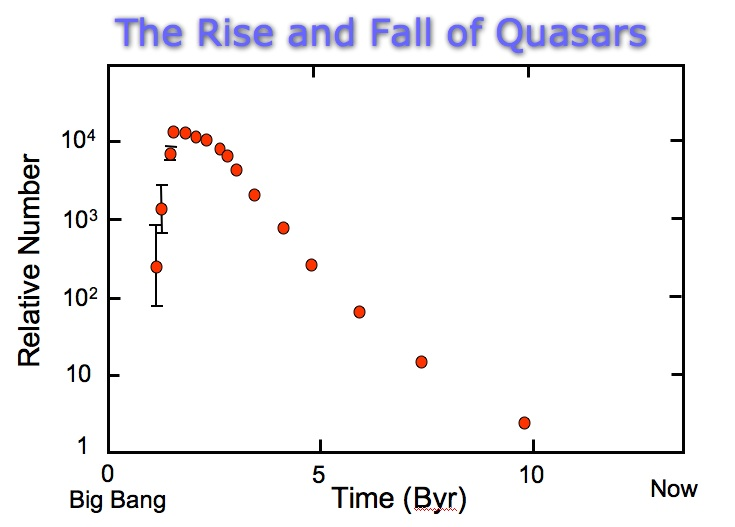 The Rise and Fall of Quasars
Relative Number
10⁴
10³
10²
10
1
0 5 10
Big Bang Time (Byr) Now